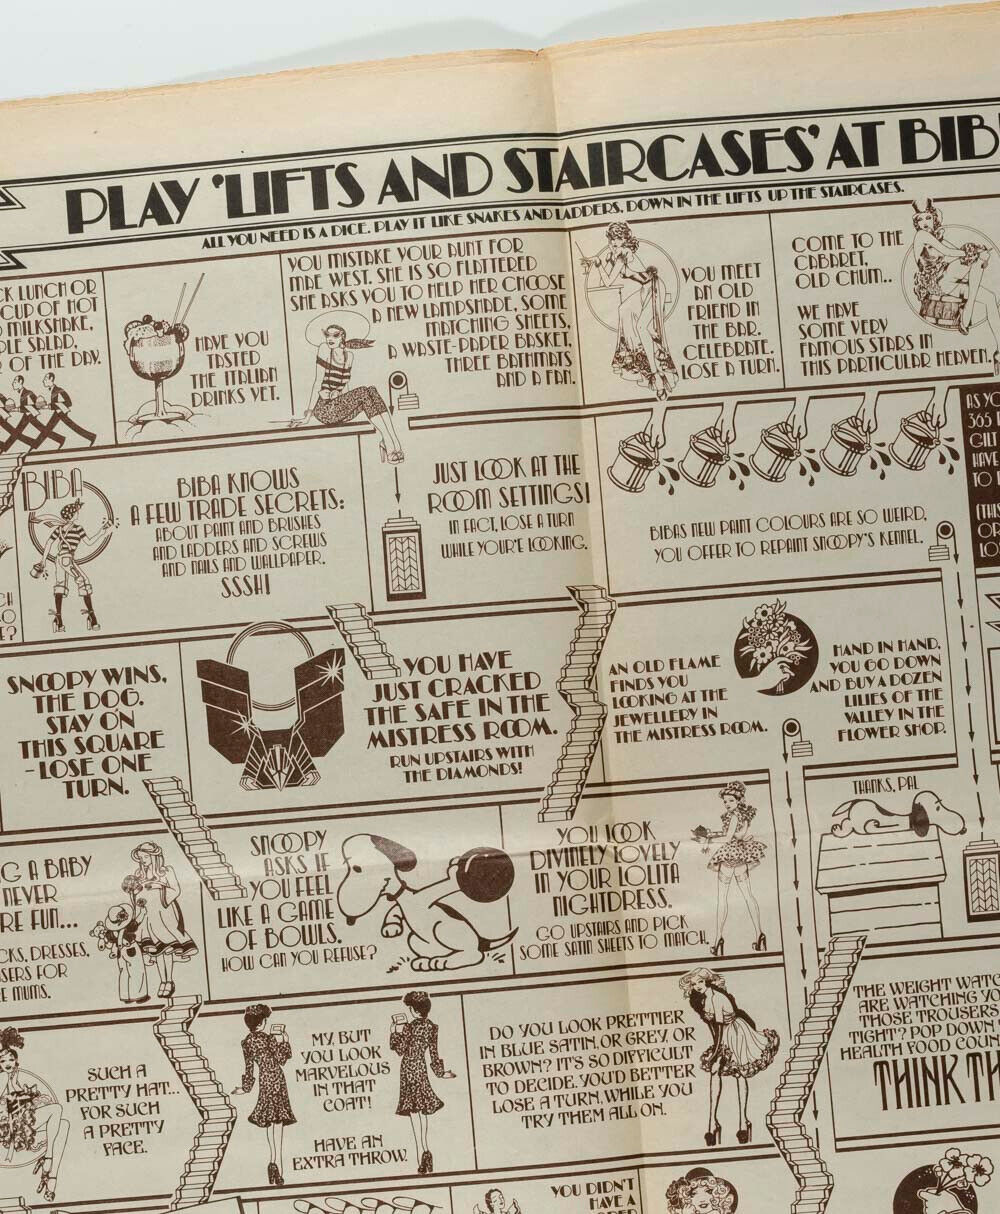 PLAY 'LIFTS AND STAIRCASES' AT BIB
ALL YOU NEED IS A DICE. PLAY IT LIKE SNAKES AND LADDERS. DOWN IN THE LIFTS UP THE STAIRCASES.
CK LUNCH OR
CUP OF HOT
MILKSHAKE,
PLE SALAD,
OF THE DAY.
HAVE YOU
TASTED
THE ITALIAN
DRINKS YET.
YOU MISTAKE YOUR AUNT FOR
MAE WEST. SHE IS SO FLATTERED
SHE ASKS YOU TO HELP HER CHOOSE
A NEW LAMPSHADE, SOME
MATCHING SHEETS,
A WASTE-PAPER BASKET,
THREE BATHMATS
AND A FAN.
YOU MEET
AN OLD
FRIEND IN
THE BAR.
CELEBRATE.
LOSE A TURN.
COME TO THE
CABARET,
OLD CHUM..
WE HAVE
SOME VERY
FAMOUS STARS IN
THIS PARTICULAR HEAVEN.
BIBA
BIBA KNOWS
A FEW TRADE SECRETS:
ABOUT PAINT AND BRUSHES
AND LADDERS AND SCREWS
AND NAILS AND WALLPAPER.
SSSH!
JUST LOOK AT THE
ROOM SETTINGS!
IN FACT, LOSE A TURN
WHILE YOU'RE LOOKING.
BIBAS NEW PAINT COLOURS ARE SO WEIRD,
YOU OFFER TO REPAINT SNOOPY'S KENNEL.
AS YO
365
GILT
HAVE
TO
(THIS
OR
LOS
SNOOPY WINS,
THE DOG.
STAY ON
THIS SQUARE
- LOSE ONE
TURN.
YOU HAVE
JUST CRACKED
THE SAFE IN THE
MISTRESS ROOM.
RUN UPSTAIRS WITH
THE DIAMONDS!
AN OLD FLAME
FINDS YOU
LOOKING AT THE
JEWELLERY IN
THE MISTRESS ROOM.
HAND IN HAND,
YOU GO DOWN
AND BUY A DOZEN
LILIES OF THE
VALLEY IN THE
FLOWER SHOP.
THANKS, PAL
G A BABY
NEVER
RE FUN...
CKS, DRESSES,
SERS FOR
E MUMS.
SNOOPY
ASKS IF
YOU FEEL
LIKE A GAME
OF BOWLS.
HOW CAN YOU REFUSE?
YOU LOOK
DIVINELY LOVELY
IN YOUR LOLITA
NIGHTDRESS.
GO UPSTAIRS AND PICK
SOME SATIN SHEETS TO MATCH.
SUCH A
PRETTY HAT...
FOR SUCH
A PRETTY
FACE.
MY, BUT
YOU LOOK
MARVELOUS
IN THAT
COAT!
HAVE AN
EXTRA THROW.
DO YOU LOOK PRETTIER
IN BLUE SATIN, OR GREY, OR
BROWN? IT'S SO DIFFICULT
TO DECIDE. YOU'D BETTER
LOSE A TURN, WHILE YOU
TRY THEM ALL ON.
THE WEIGHT WATC
ARE WATCHING YO
THOSE TROUSERS
TIGHT? POP DOWN
HEALTH FOOD COUN
THINK TH
YOU DIDN'T
HAVE A